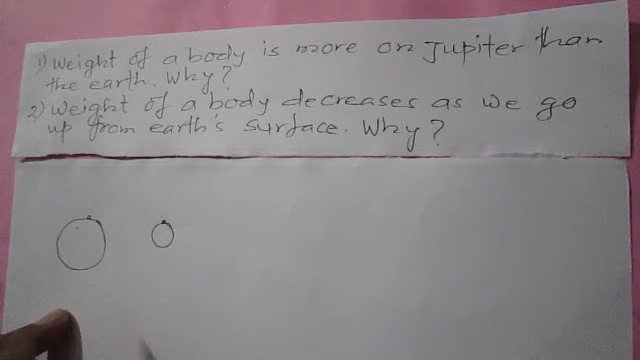 1) Weight of a body is more on Jupiter than
the earth. Why?
2) Weight of a body decreases as we go
up from earth's surface. Why?